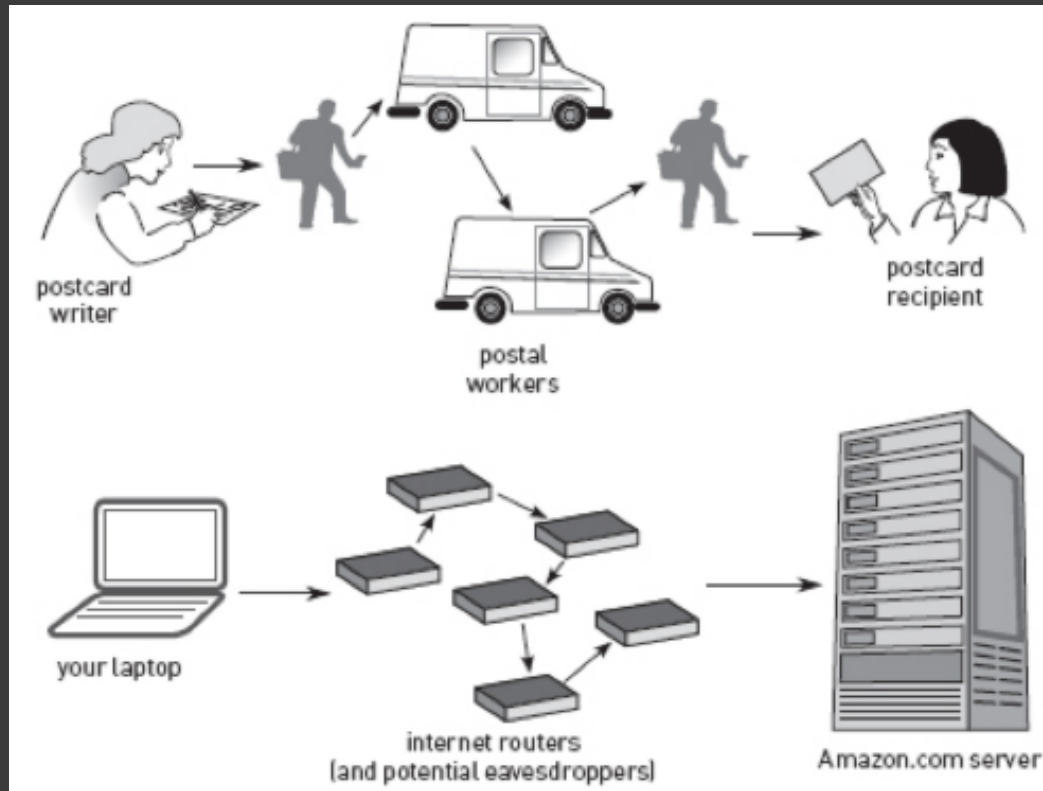 postcard
writer
postal
workers
postcard
recipient
your laptop
internet routers
(and potential eavesdroppers)
Amazon.com server